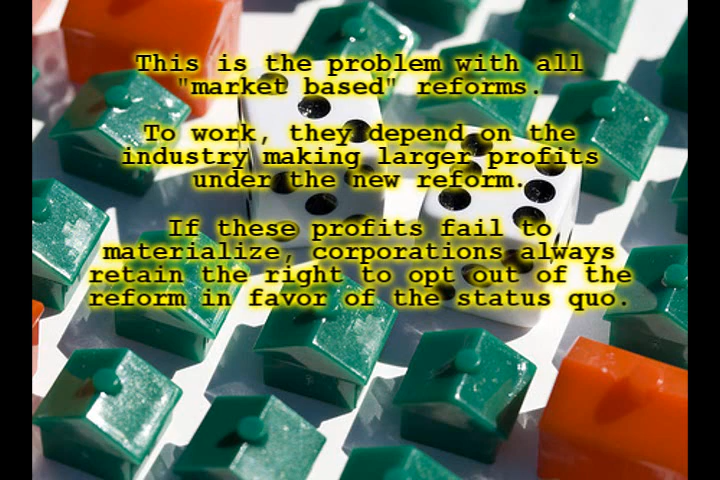 This is the problem with all
"market based" reforms.
To work, they depend on the
industry making larger profits
under the new reform.
If these profits fail to
materialize, corporations always
retain the right to opt out of the
reform in favor of the status quo.